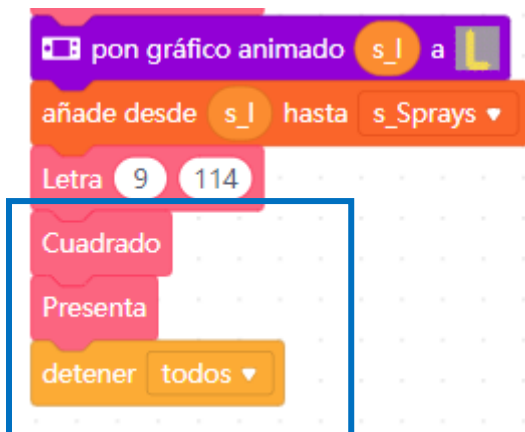 pon gráfico animado s_l a L
añade desde s_l hasta s_Sprays
Letra 9 114
Cuadrado
Presenta
detener todos